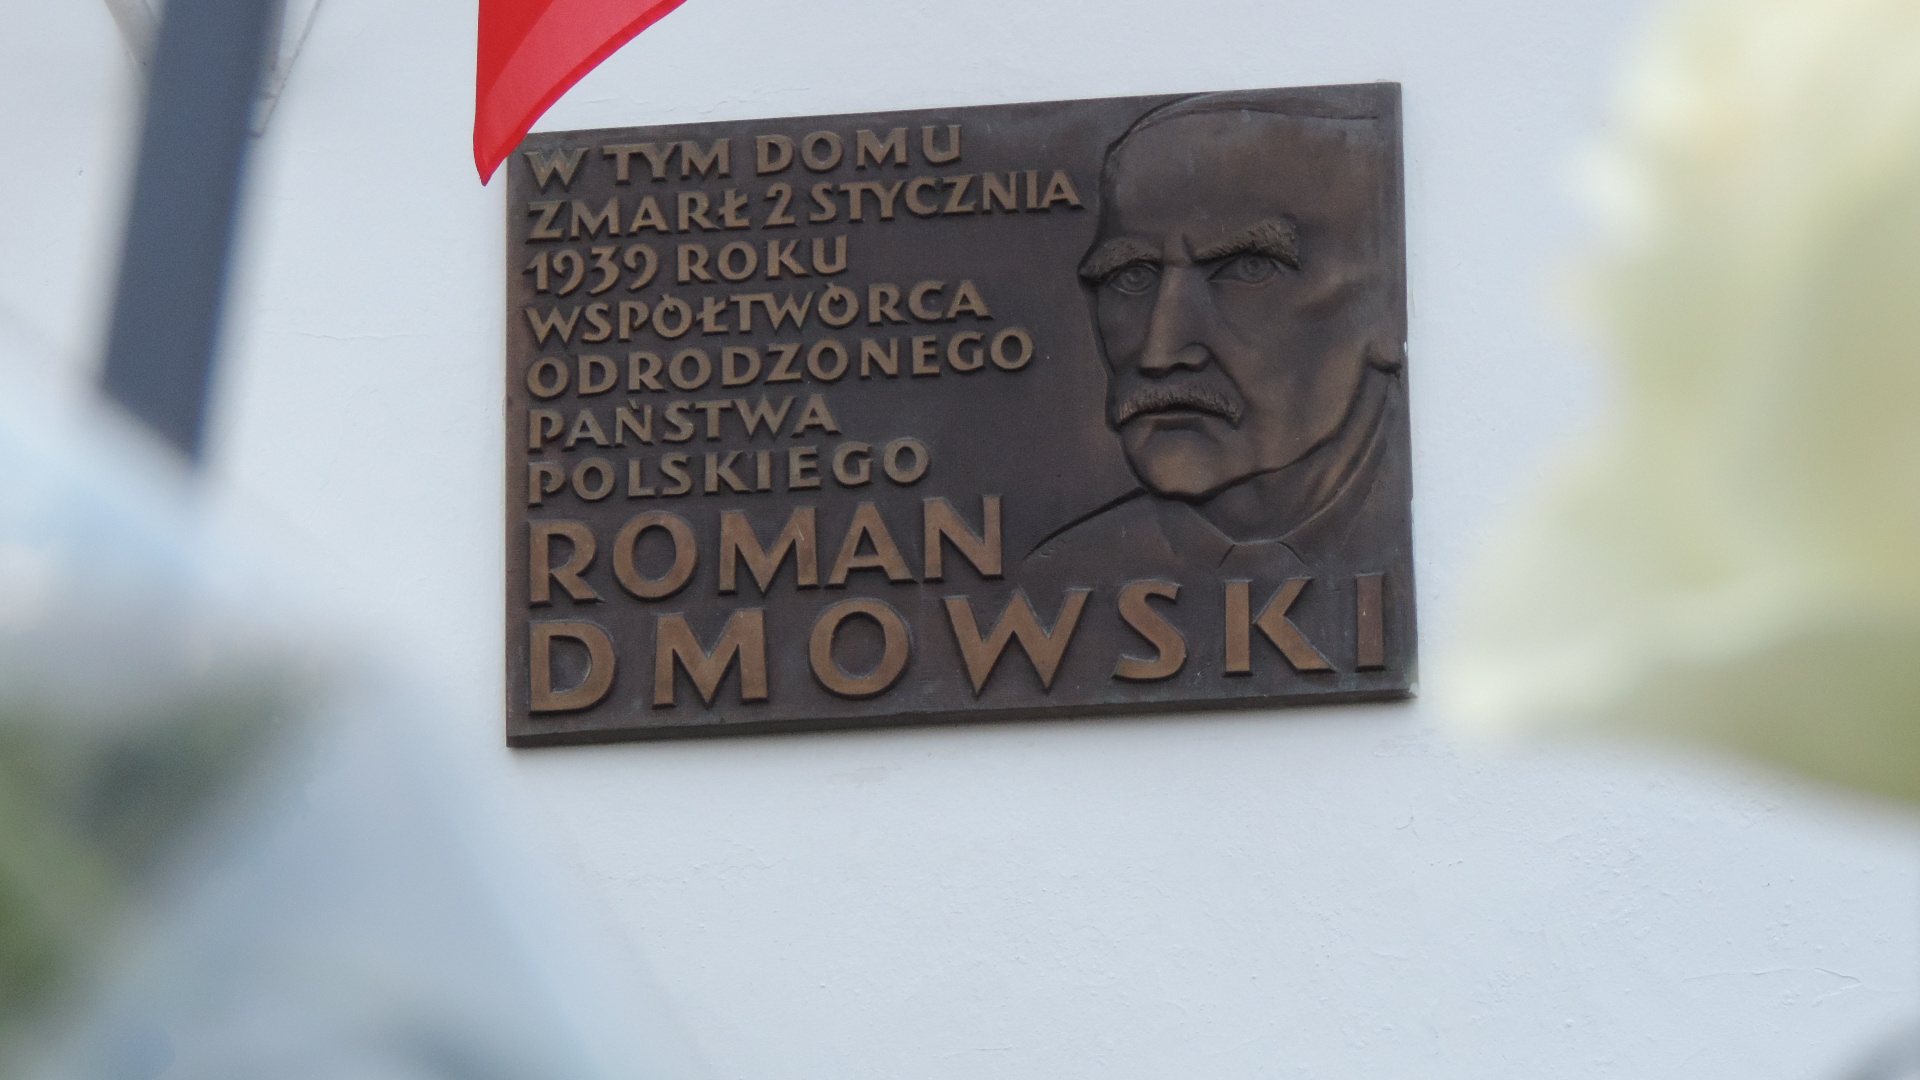 W TYM DOMU
ZMARŁ 2 STYCZNIA
1939 ROKU
WSPÓŁTWÓRCA
ODRODZONEGO
PAŃSTWA
POLSKIEGO
ROMAN
DMOWSKI